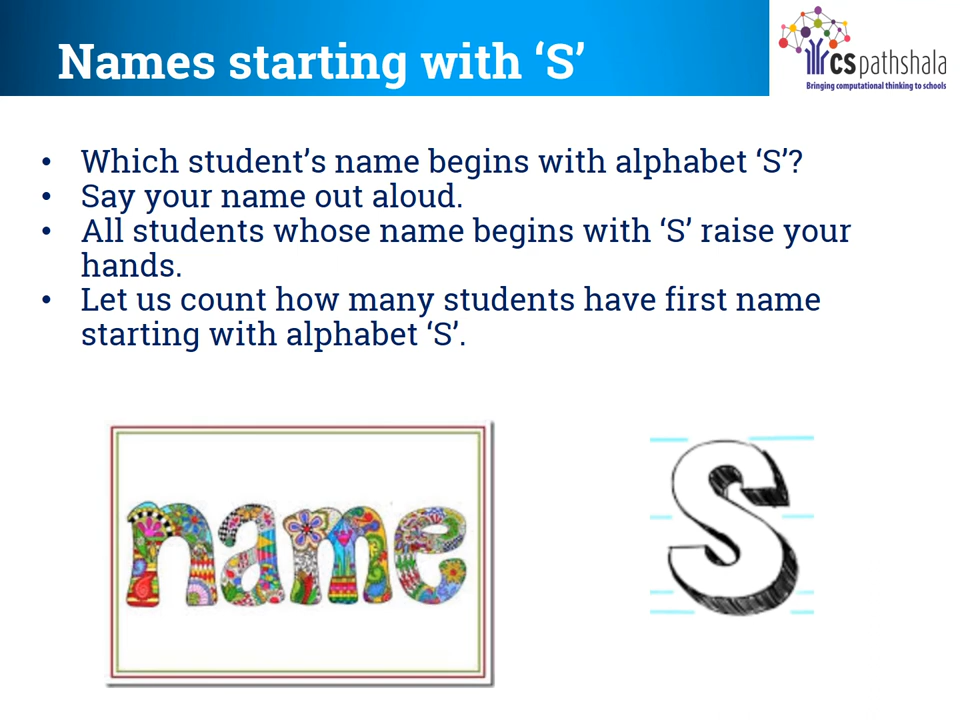 Names starting with ‘S’
CSpathshala
Bringing computational thinking to schools
• Which student’s name begins with alphabet ‘S’?
• Say your name out aloud.
• All students whose name begins with ‘S’ raise your
hands.
• Let us count how many students have first name
starting with alphabet ‘S’.
name
S